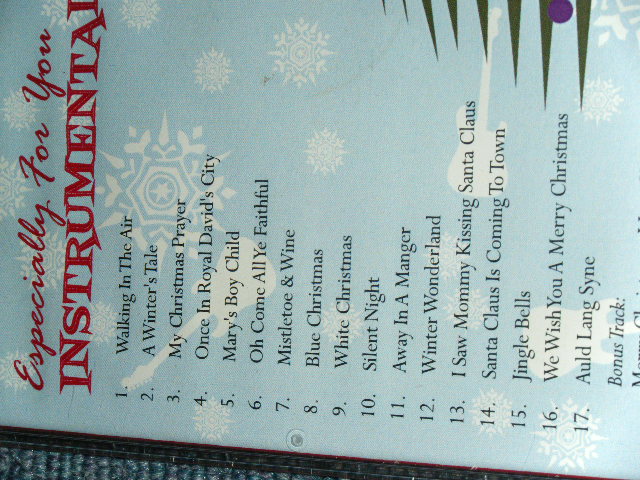 Especially For You
INSTRUMENTAL
1. Walking In The Air
2. A Winter's Tale
3. My Christmas Prayer
4. Once In Royal David's City
5. Mary's Boy Child
6. Oh Come All Ye Faithful
7. Mistletoe & Wine
8. Blue Christmas
9. White Christmas
10. Silent Night
11. Away In A Manger
12. Winter Wonderland
13. I Saw Mommy Kissing Santa Claus
14. Santa Claus Is Coming To Town
15. Jingle Bells
16. We Wish You A Merry Christmas
17. Auld Lang Syne
Bonus Track: